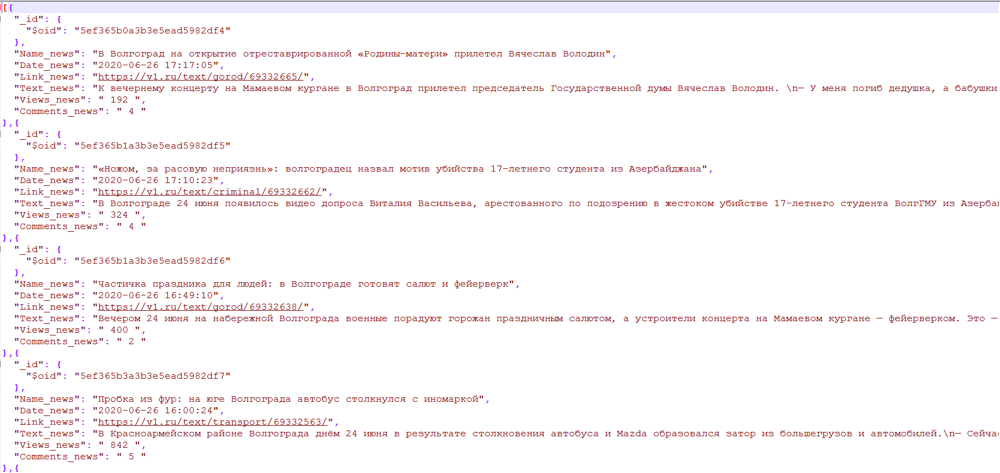 [{
"_id": {
"$oid": "5ef365b0a3b3e5ead5982df4"
},
"Name_news": "В Волгоград на открытие отреставрированной «Родины-матери» прилетел Вячеслав Володин",
"Date_news": "2020-06-26 17:17:05",
"Link_news": "https://v1.ru/text/gorod/69332665/",
"Text_news": "К вечернему концерту на Мамаевом кургане в Волгоград прилетел председатель Государственной думы Вячеслав Володин. \n— У меня погиб дедушка, а бабушки
"Views_news": " 192 ",
"Comments_news": " 4 "
},{
"_id": {
"$oid": "5ef365b1a3b3e5ead5982df5"
},
"Name_news": "«Ножом, за расовую неприязнь»: волгоградец назвал мотив убийства 17-летнего студента из Азербайджана",
"Date_news": "2020-06-26 17:10:23",
"Link_news": "https://v1.ru/text/criminal/69332662/",
"Text_news": "В Волгограде 24 июня появилось видео допроса Виталия Васильева, арестованного по подозрению в жестоком убийстве 17-летнего студента ВолгГМУ из Азербай
"Views_news": " 324 ",
"Comments_news": " 4 "
},{
"_id": {
"$oid": "5ef365b1a3b3e5ead5982df6"
},
"Name_news": "Частичка праздника для людей: в Волгограде готовят салют и фейерверк",
"Date_news": "2020-06-26 16:49:10",
"Link_news": "https://v1.ru/text/gorod/69332638/",
"Text_news": "Вечером 24 июня на набережной Волгограда военные порадуют горожан праздничным салютом, а устроители концерта на Мамаевом кургане — фейерверком. Это —
"Views_news": " 400 ",
"Comments_news": " 2 "
},{
"_id": {
"$oid": "5ef365b3a3b3e5ead5982df7"
},
"Name_news": "Пробка из фур: на юге Волгограда автобус столкнулся с иномаркой",
"Date_news": "2020-06-26 16:00:24",
"Link_news": "https://v1.ru/text/transport/69332563/",
"Text_news": "В Красноармейском районе Волгограда днём 24 июня в результате столкновения автобуса и Mazda образовался затор из большегрузов и автомобилей.\n— Сейчас
"Views_news": " 842 ",
"Comments_news": " 5 "
},{